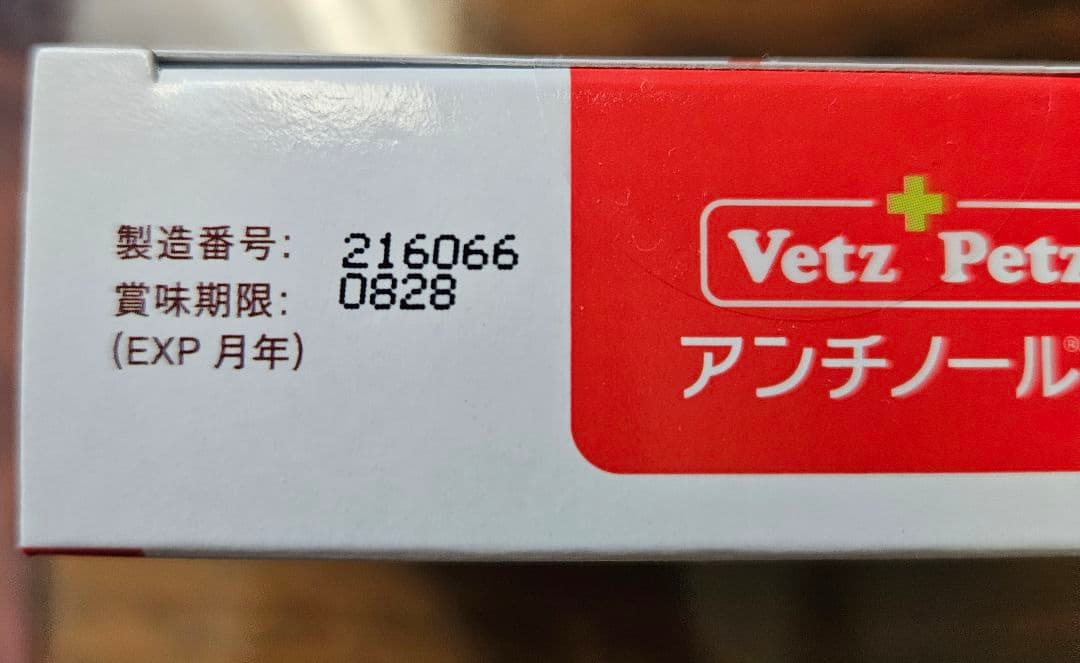 製造番号: 216066
賞味期限: 0828
(EXP 月年)
Vetz Petz
アンチノール®